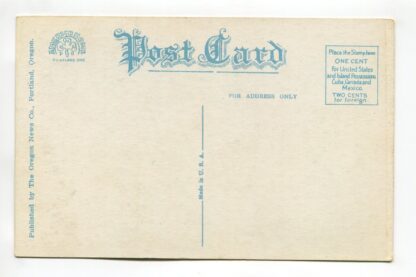 Post Card
Place the Stamp here
ONE CENT
for United States
and Island Possessions
Cuba, Canada and
Mexico
TWO CENTS
for foreign.
FOR ADDRESS ONLY
Published by The Oregon News Co., Portland, Oregon.
Made in U. S. A.